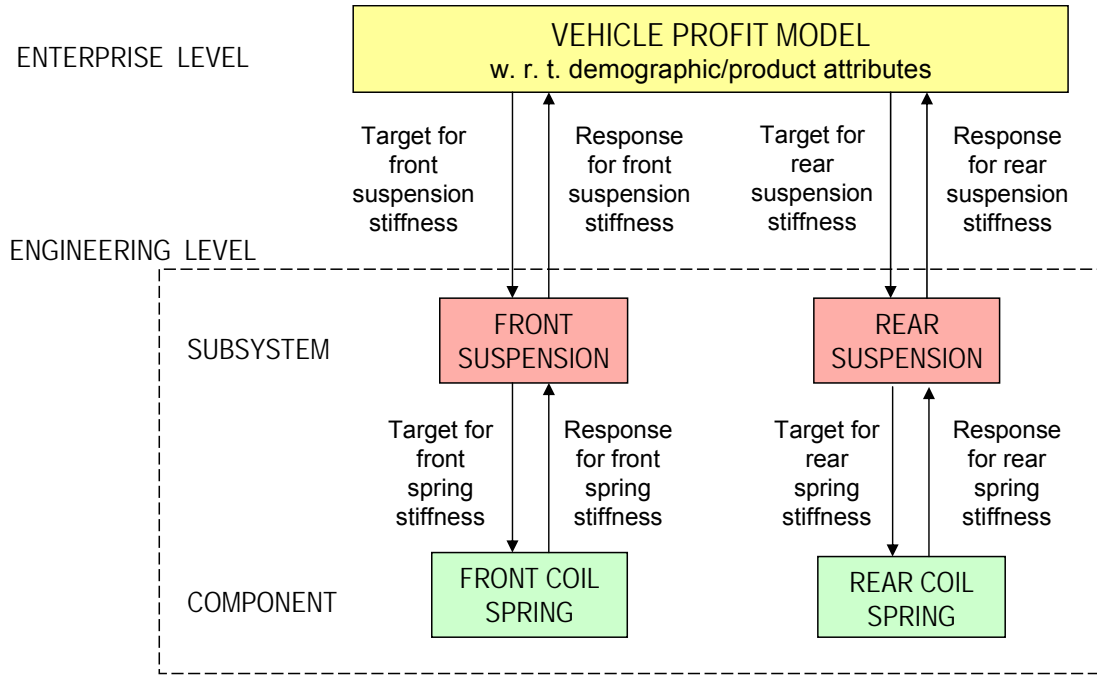 VEHICLE PROFIT MODEL
w. r. t. demographic/product attributes
ENTERPRISE LEVEL
Target for
front
suspension
stiffness
Response
for front
suspension
stiffness
Target for
rear
suspension
stiffness
Response
for rear
suspension
stiffness
ENGINEERING LEVEL
SUBSYSTEM
FRONT
SUSPENSION
REAR
SUSPENSION
Target for
front
spring
stiffness
Response
for front
spring
stiffness
Target for
rear
spring
stiffness
Response
for rear
spring
stiffness
COMPONENT
FRONT COIL
SPRING
REAR COIL
SPRING